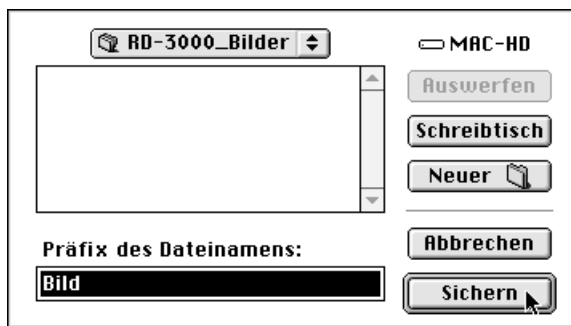 RD-3000_Bilder
MAC-HD
Auswerfen
Schreibtisch
Neuer
Präfix des Dateinamens:
Bild
Abbrechen
Sichern